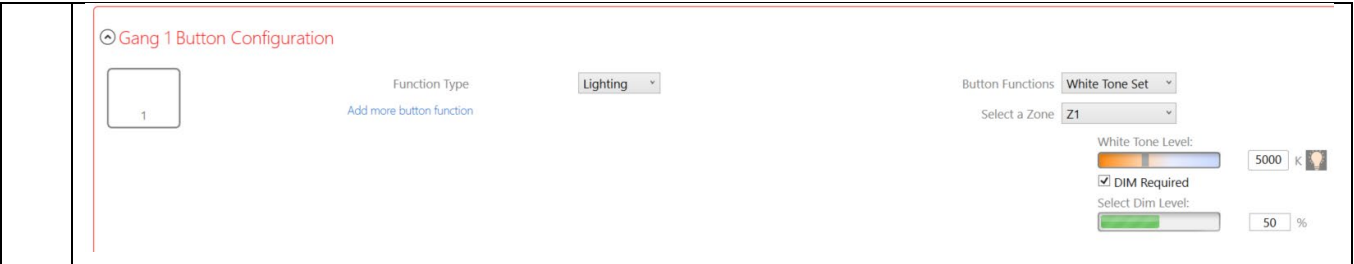 Gang 1 Button Configuration
Function Type Lighting Button Functions White Tone Set
1 Add more button function Select a Zone Z1
White Tone Level:
5000 K
DIM Required
Select Dim Level:
50 %